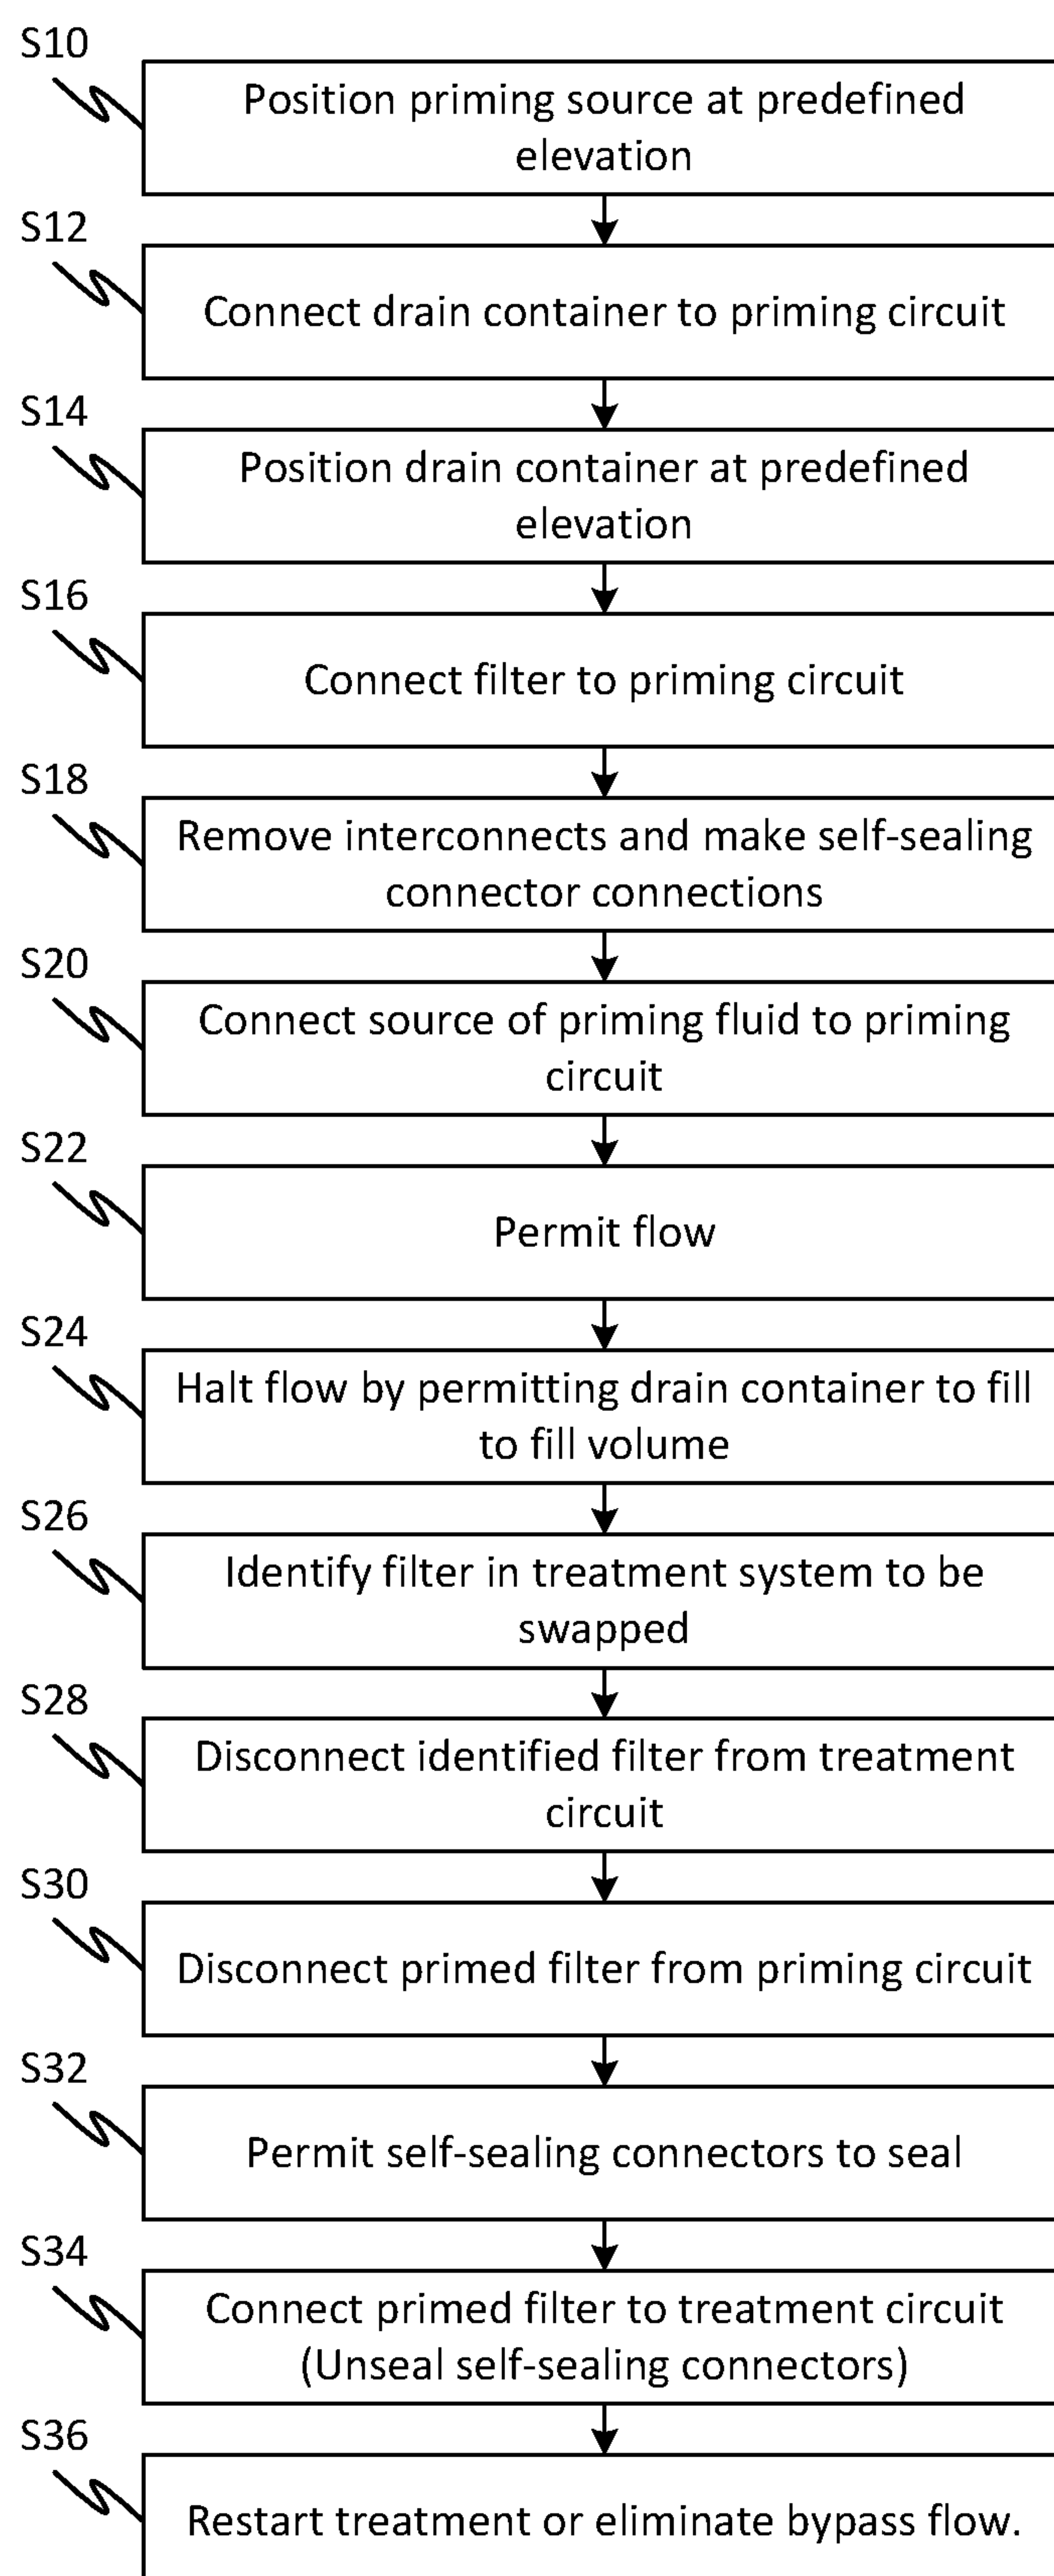 S10
Position priming source at predefined
elevation
S12
Connect drain container to priming circuit
S14
Position drain container at predefined
elevation
S16
Connect filter to priming circuit
S18
Remove interconnects and make self-sealing
connector connections
S20
Connect source of priming fluid to priming
circuit
S22
Permit flow
S24
Halt flow by permitting drain container to fill
to fill volume
S26
Identify filter in treatment system to be
swapped
S28
Disconnect identified filter from treatment
circuit
S30
Disconnect primed filter from priming circuit
S32
Permit self-sealing connectors to seal
S34
Connect primed filter to treatment circuit
(Unseal self-sealing connectors)
S36
Restart treatment or eliminate bypass flow.